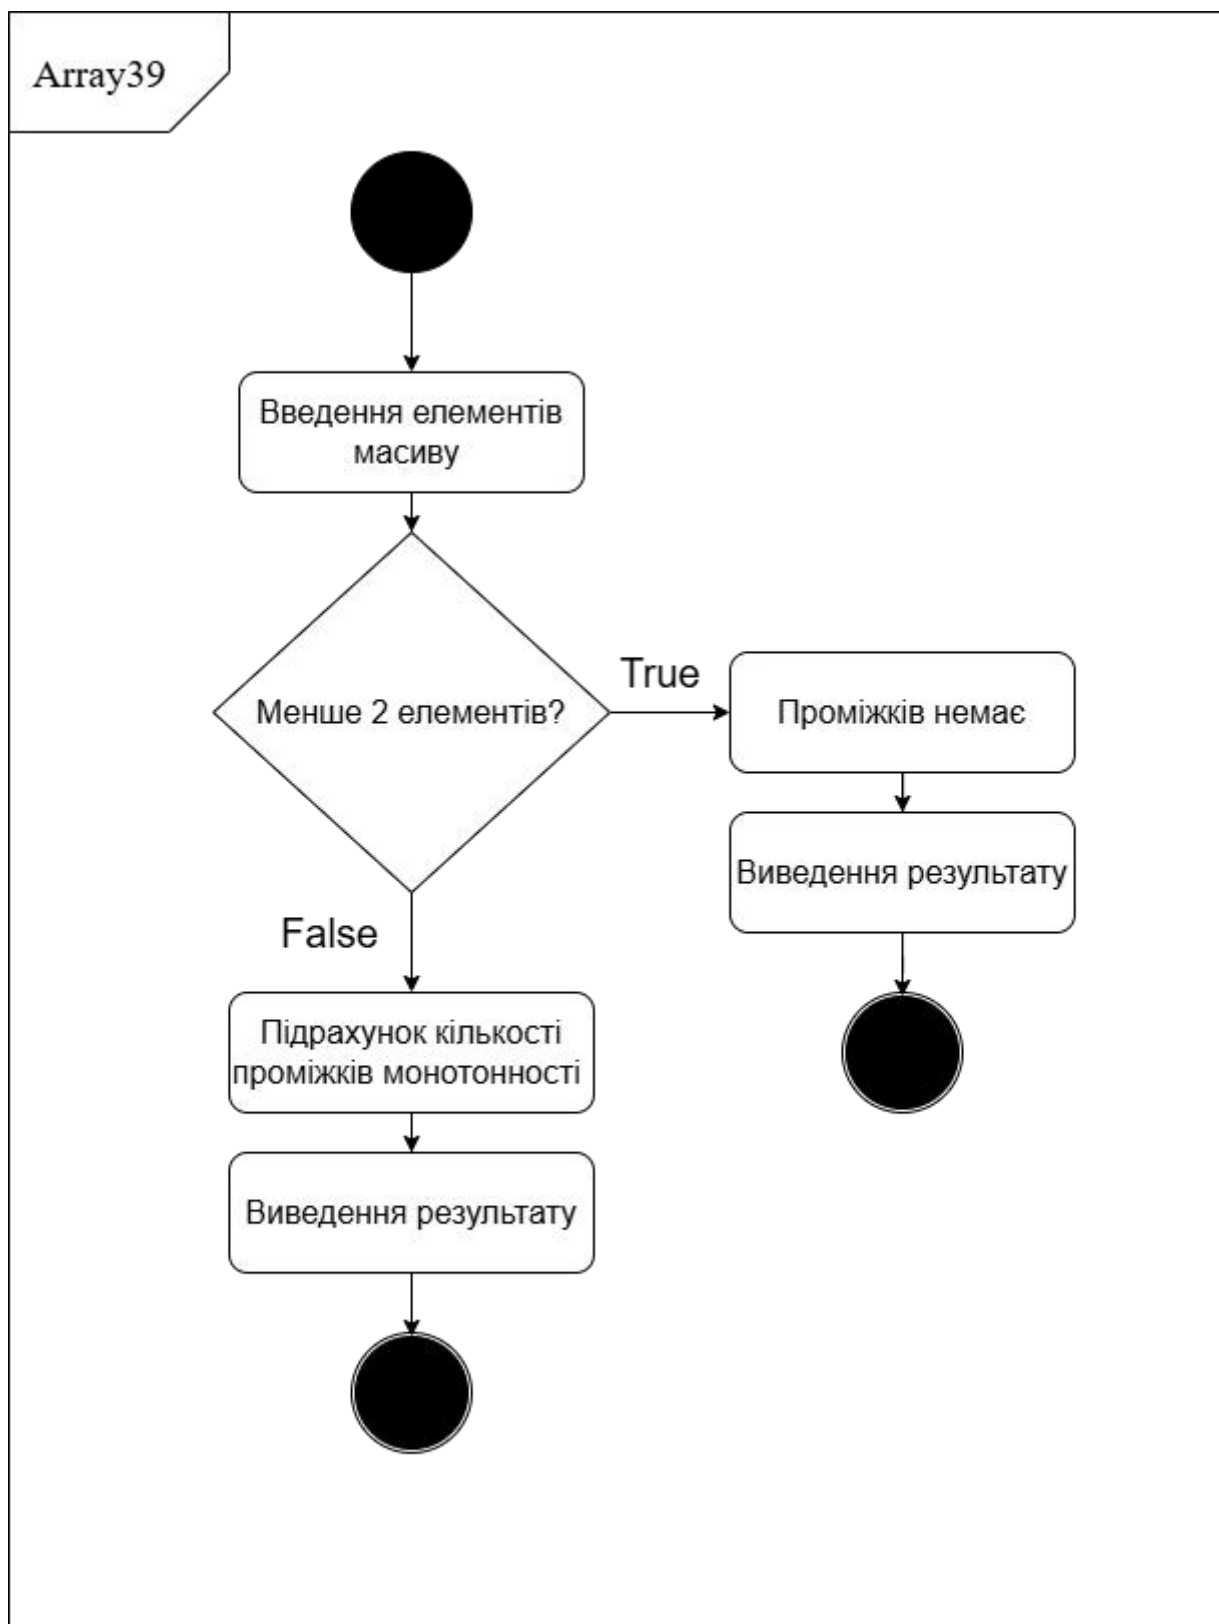 Array39
Введення елементів
масиву
Менше 2 елементів?
True
Проміжків немає
Виведення результату
False
Підрахунок кількості
проміжків монотонності
Виведення результату